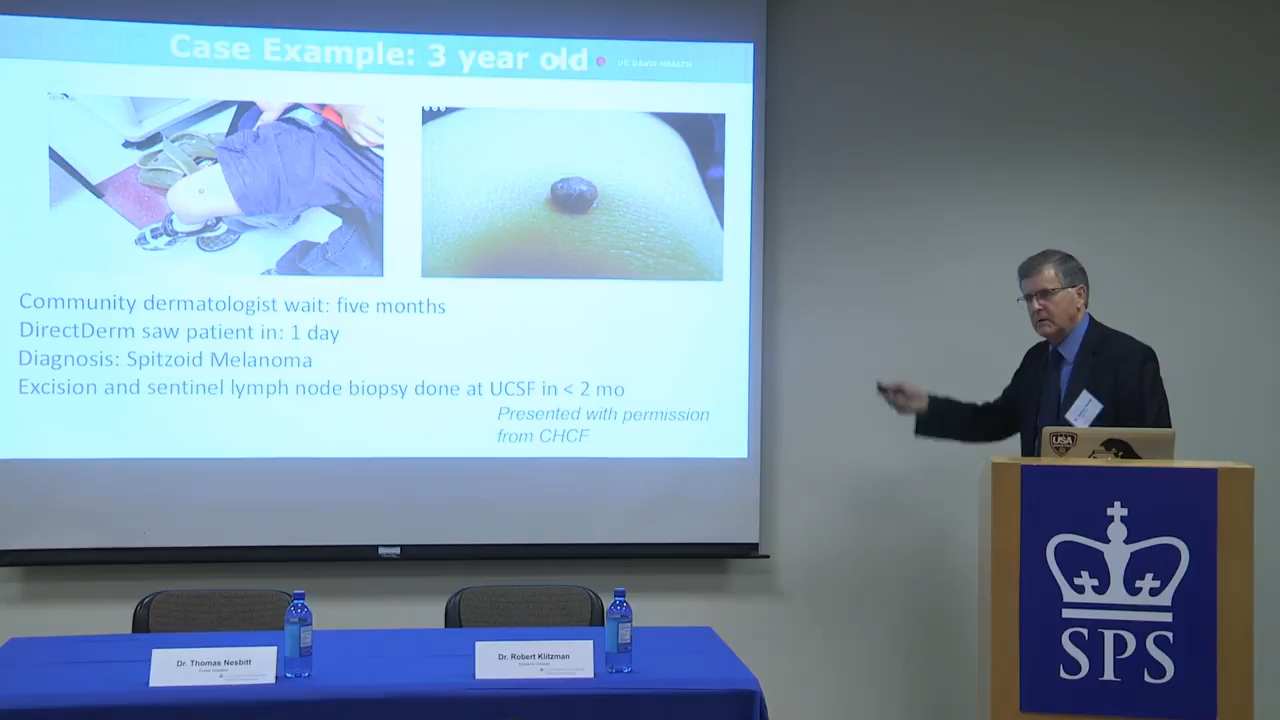 Case Example: 3 year old
UC DAVIS HEALTH
Community dermatologist wait: five months
DirectDerm saw patient in: 1 day
Diagnosis: Spitzoid Melanoma
Excision and sentinel lymph node biopsy done at UCSF in < 2 mo
Presented with permission
from CHCF
USA
SPS
Dr. Thomas Nesbitt
Dr. Robert Klitzman